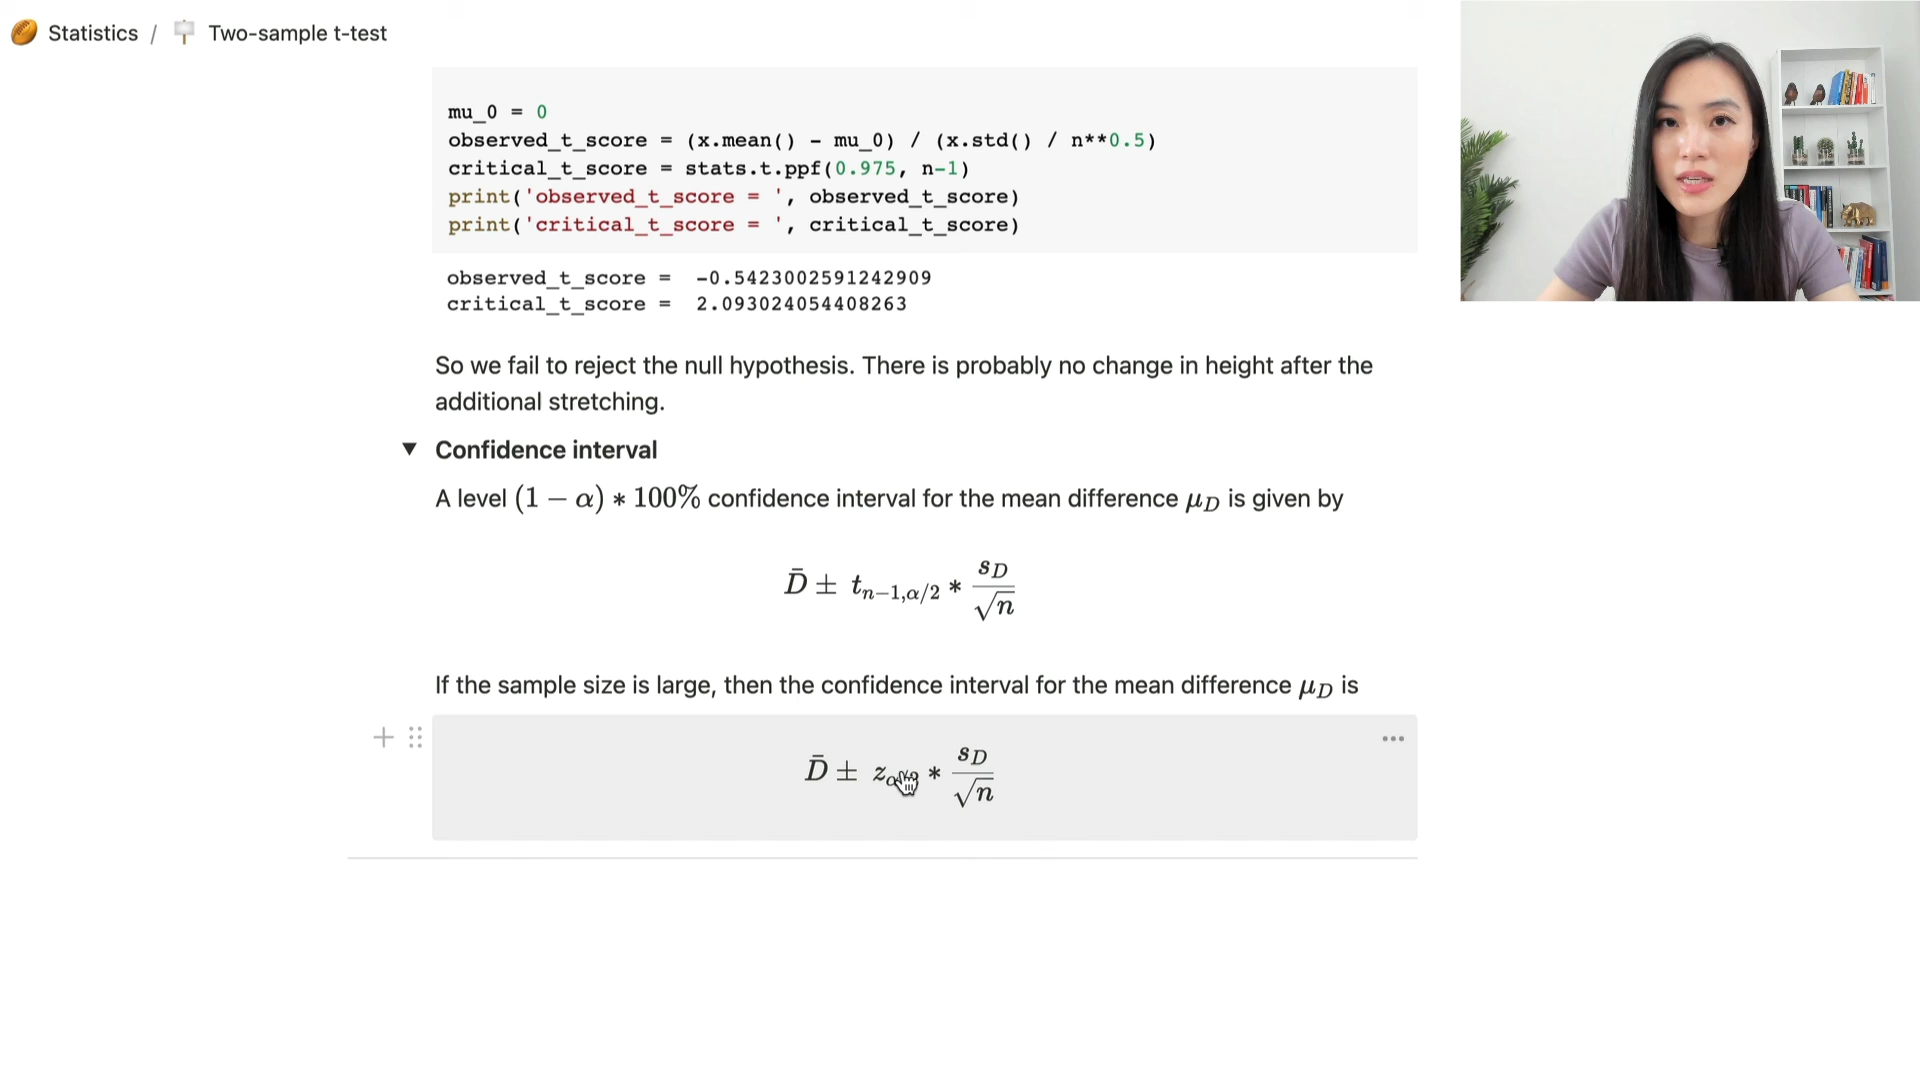 Statistics / Two-sample t-test
mu_0 = 0
observed_t_score = (x.mean() - mu_0) / (x.std() / n**0.5)
critical_t_score = stats.t.ppf(0.975, n-1)
print('observed_t_score = ', observed_t_score)
print('critical_t_score = ', critical_t_score)
observed_t_score =  -0.5423002591242909
critical_t_score =  2.093024054408263
So we fail to reject the null hypothesis. There is probably no change in height after the
additional stretching.
▼ Confidence interval
A level (1 − α) ∗ 100% confidence interval for the mean difference μ_D is given by
D̄ ± t_{n−1,α/2} ∗ s_D / √n
If the sample size is large, then the confidence interval for the mean difference μ_D is
D̄ ± z ∗ s_D / √n